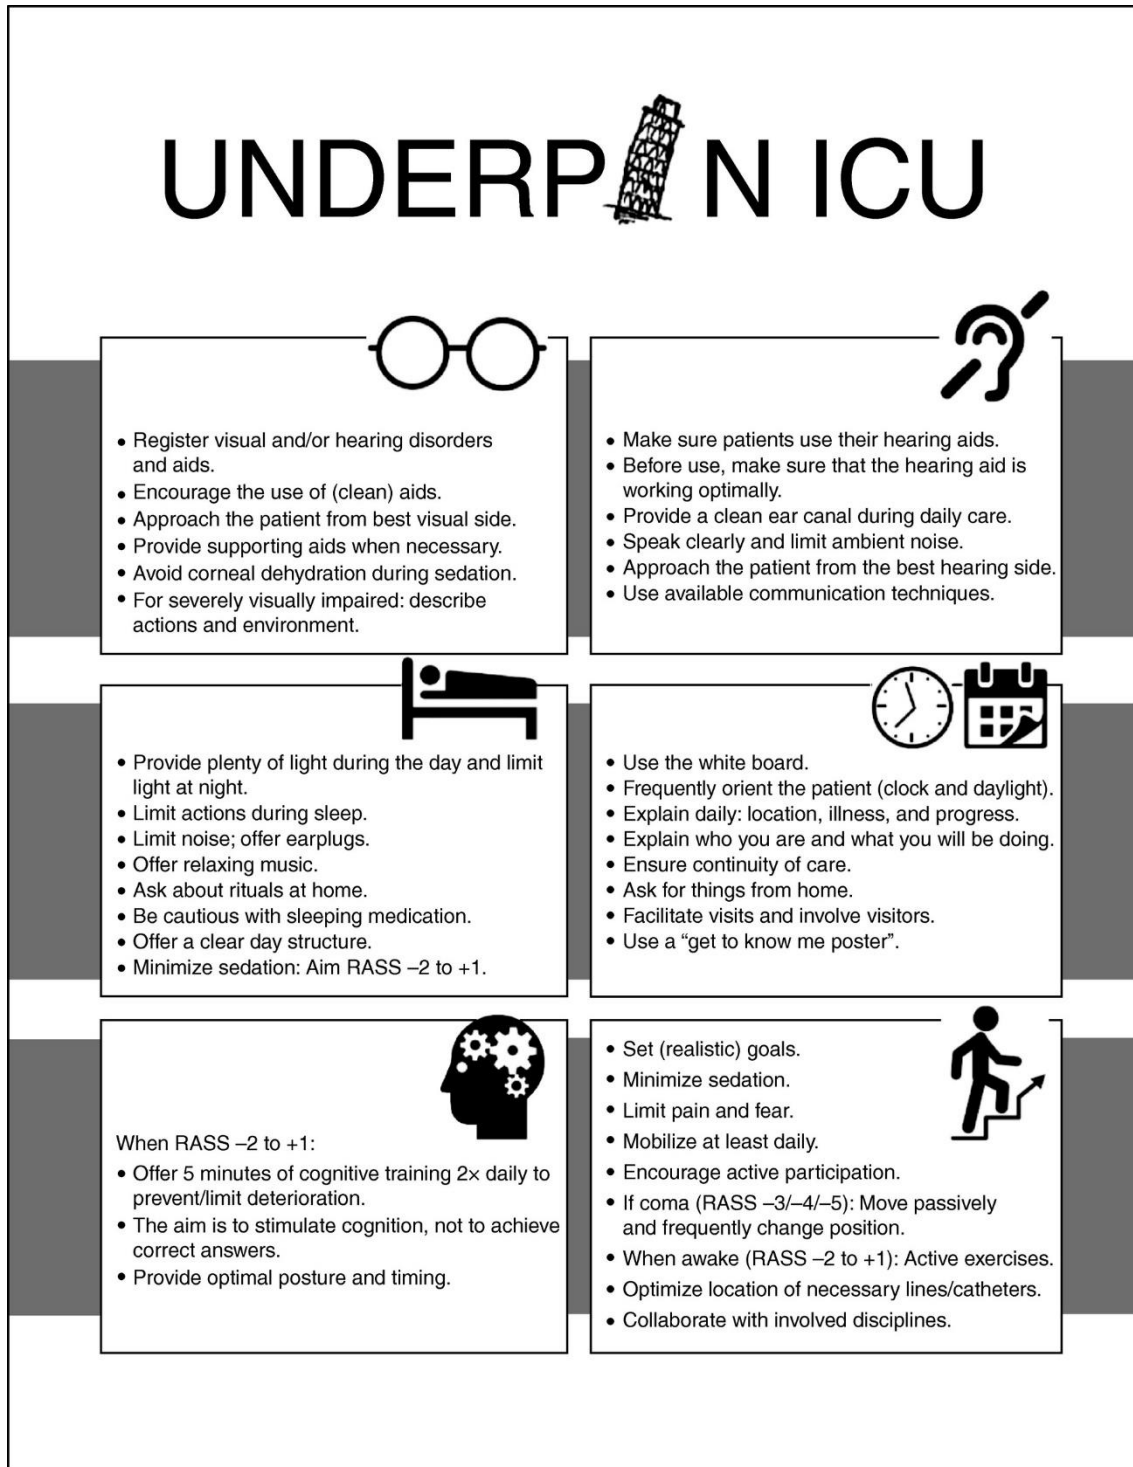 UNDERPIN ICU
• Register visual and/or hearing disorders
and aids.
• Encourage the use of (clean) aids.
• Approach the patient from best visual side.
• Provide supporting aids when necessary.
• Avoid corneal dehydration during sedation.
• For severely visually impaired: describe
actions and environment.
• Make sure patients use their hearing aids.
• Before use, make sure that the hearing aid is
working optimally.
• Provide a clean ear canal during daily care.
• Speak clearly and limit ambient noise.
• Approach the patient from the best hearing side.
• Use available communication techniques.
• Provide plenty of light during the day and limit
light at night.
• Limit actions during sleep.
• Limit noise; offer earplugs.
• Offer relaxing music.
• Ask about rituals at home.
• Be cautious with sleeping medication.
• Offer a clear day structure.
• Minimize sedation: Aim RASS –2 to +1.
• Use the white board.
• Frequently orient the patient (clock and daylight).
• Explain daily: location, illness, and progress.
• Explain who you are and what you will be doing.
• Ensure continuity of care.
• Ask for things from home.
• Facilitate visits and involve visitors.
• Use a “get to know me poster”.
When RASS –2 to +1:
• Offer 5 minutes of cognitive training 2× daily to
prevent/limit deterioration.
• The aim is to stimulate cognition, not to achieve
correct answers.
• Provide optimal posture and timing.
• Set (realistic) goals.
• Minimize sedation.
• Limit pain and fear.
• Mobilize at least daily.
• Encourage active participation.
• If coma (RASS –3/–4/–5): Move passively
and frequently change position.
• When awake (RASS –2 to +1): Active exercises.
• Optimize location of necessary lines/catheters.
• Collaborate with involved disciplines.